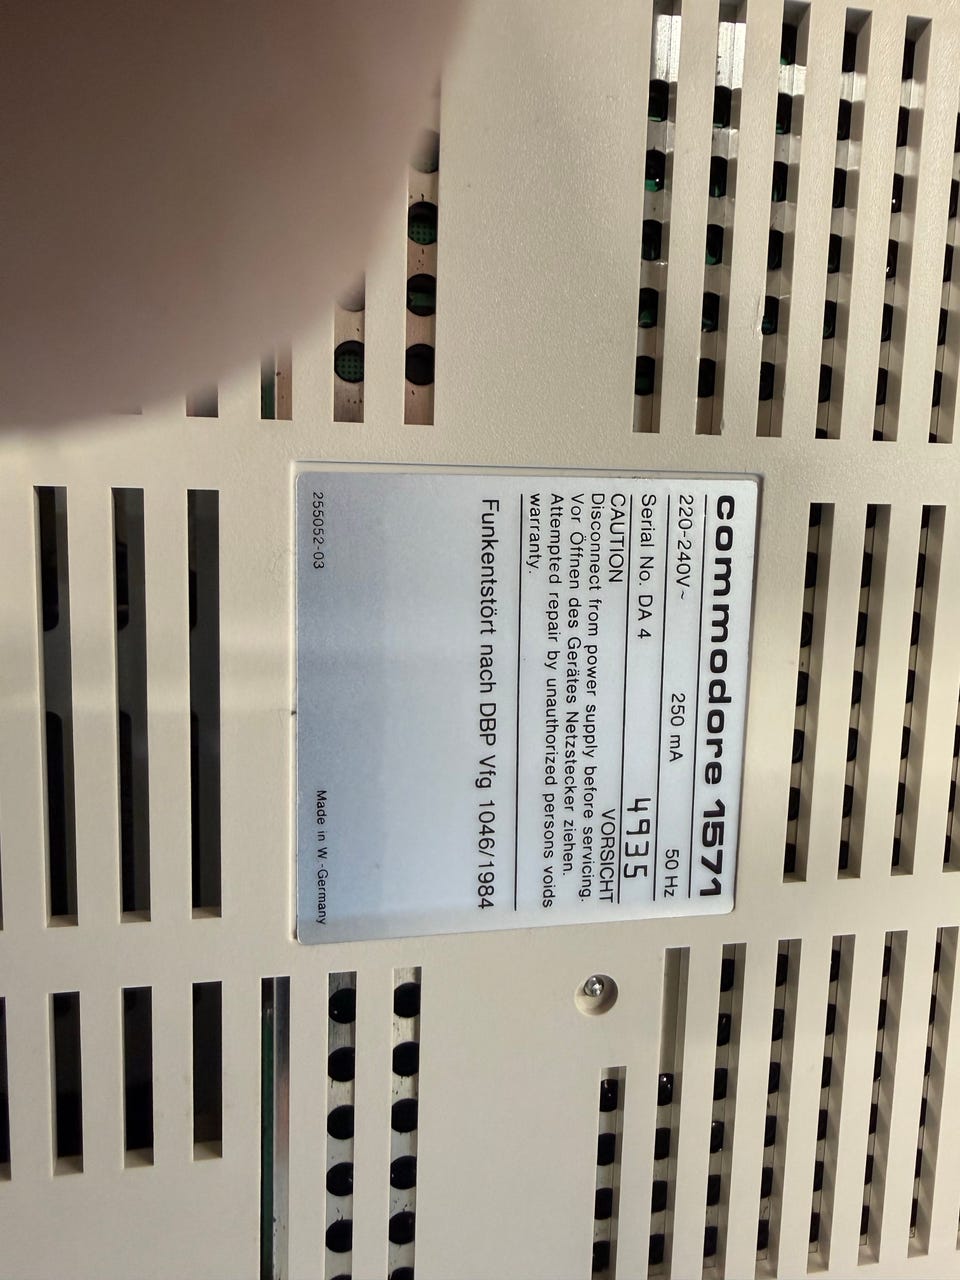 commodore 1571
220-240V~ 250 mA 50 Hz
Serial No. DA 4 4935
CAUTION VORSICHT
Disconnect from power supply before servicing.
Vor Öffnen des Gerätes Netzstecker ziehen.
Attempted repair by unauthorized persons voids
warranty.
Funkentstört nach DBP Vfg 1046/1984
255052-03 Made in W.-Germany